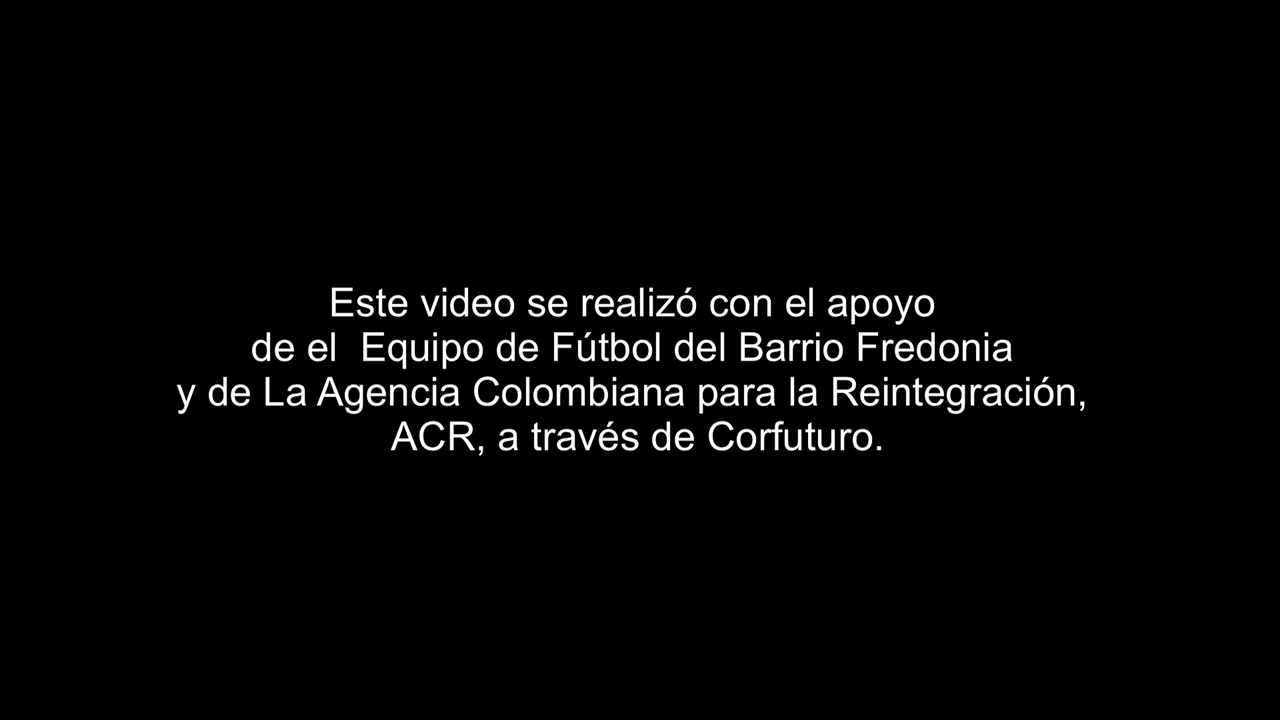 Este video se realizó con el apoyo
de el  Equipo de Fútbol del Barrio Fredonia
y de La Agencia Colombiana para la Reintegración,
ACR, a través de Corfuturo.